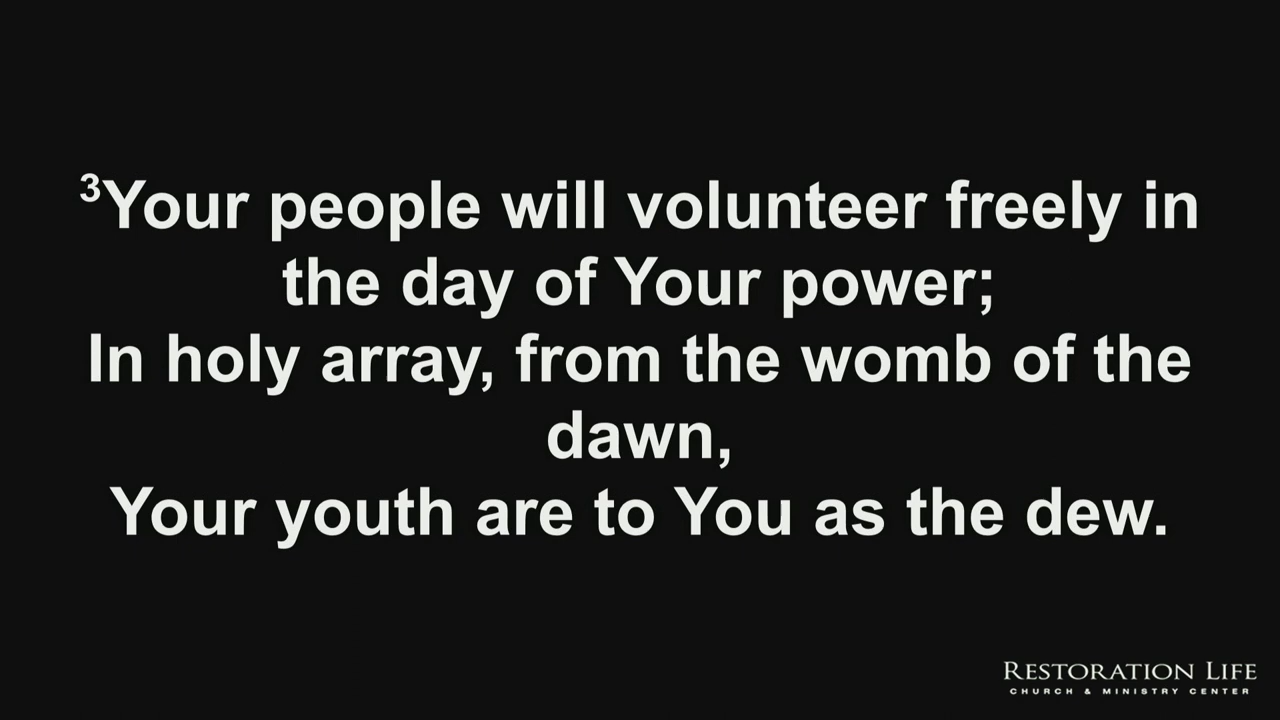 ³Your people will volunteer freely in
the day of Your power;
In holy array, from the womb of the
dawn,
Your youth are to You as the dew.
RESTORATION LIFE
CHURCH & MINISTRY CENTER